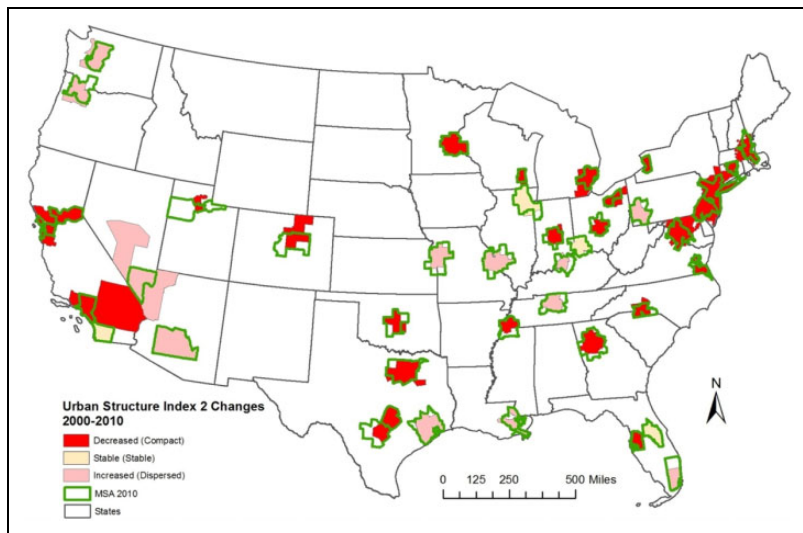 Urban Structure Index 2 Changes
2000-2010
Decreased (Compact)
Stable (Stable)
Increased (Dispersed)
MSA 2010
States
N
0 125 250 500 Miles